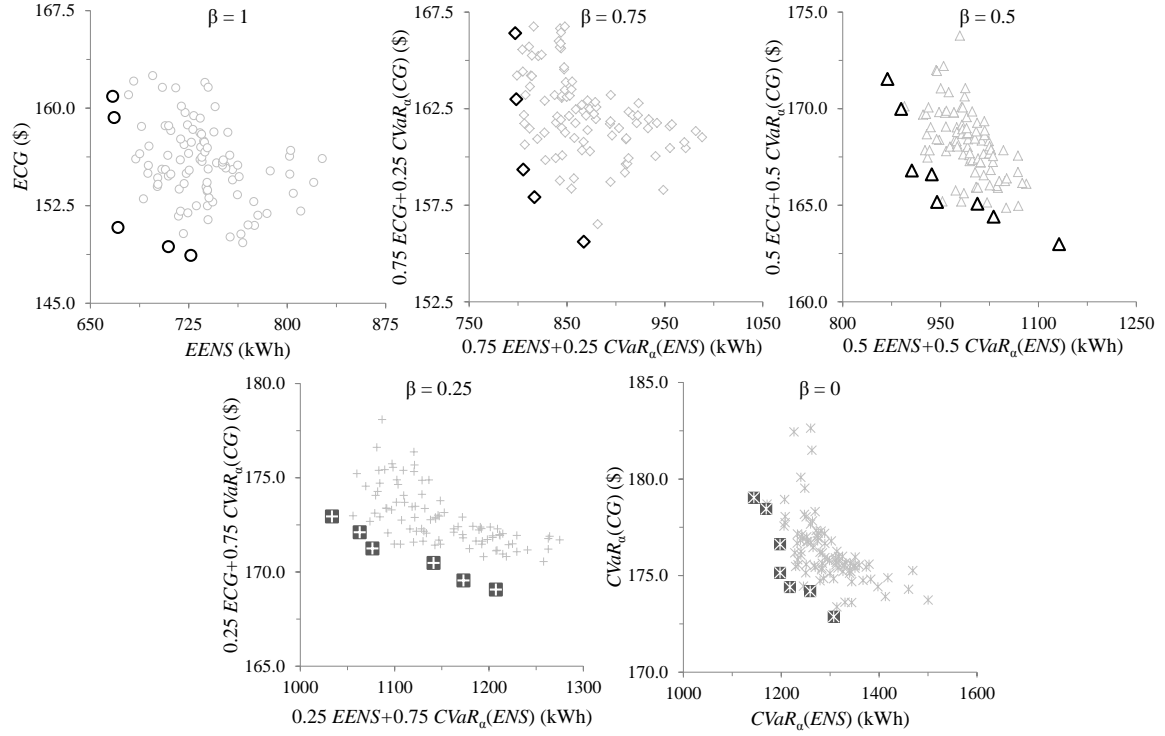 β = 1
ECG ($)
167.5
160.0
152.5
145.0
650 725 800 875
EENS (kWh)
β = 0.75
0.75 ECG+0.25 CVaRα(CG) ($)
167.5
162.5
157.5
152.5
750 850 950 1050
0.75 EENS+0.25 CVaRα(ENS) (kWh)
β = 0.5
0.5 ECG+0.5 CVaRα(CG) ($)
175.0
170.0
165.0
160.0
800 950 1100 1250
0.5 EENS+0.5 CVaRα(ENS) (kWh)
β = 0.25
0.25 ECG+0.75 CVaRα(CG) ($)
180.0
175.0
170.0
165.0
1000 1100 1200 1300
0.25 EENS+0.75 CVaRα(ENS) (kWh)
β = 0
CVaRα(CG) ($)
185.0
180.0
175.0
170.0
1000 1200 1400 1600
CVaRα(ENS) (kWh)